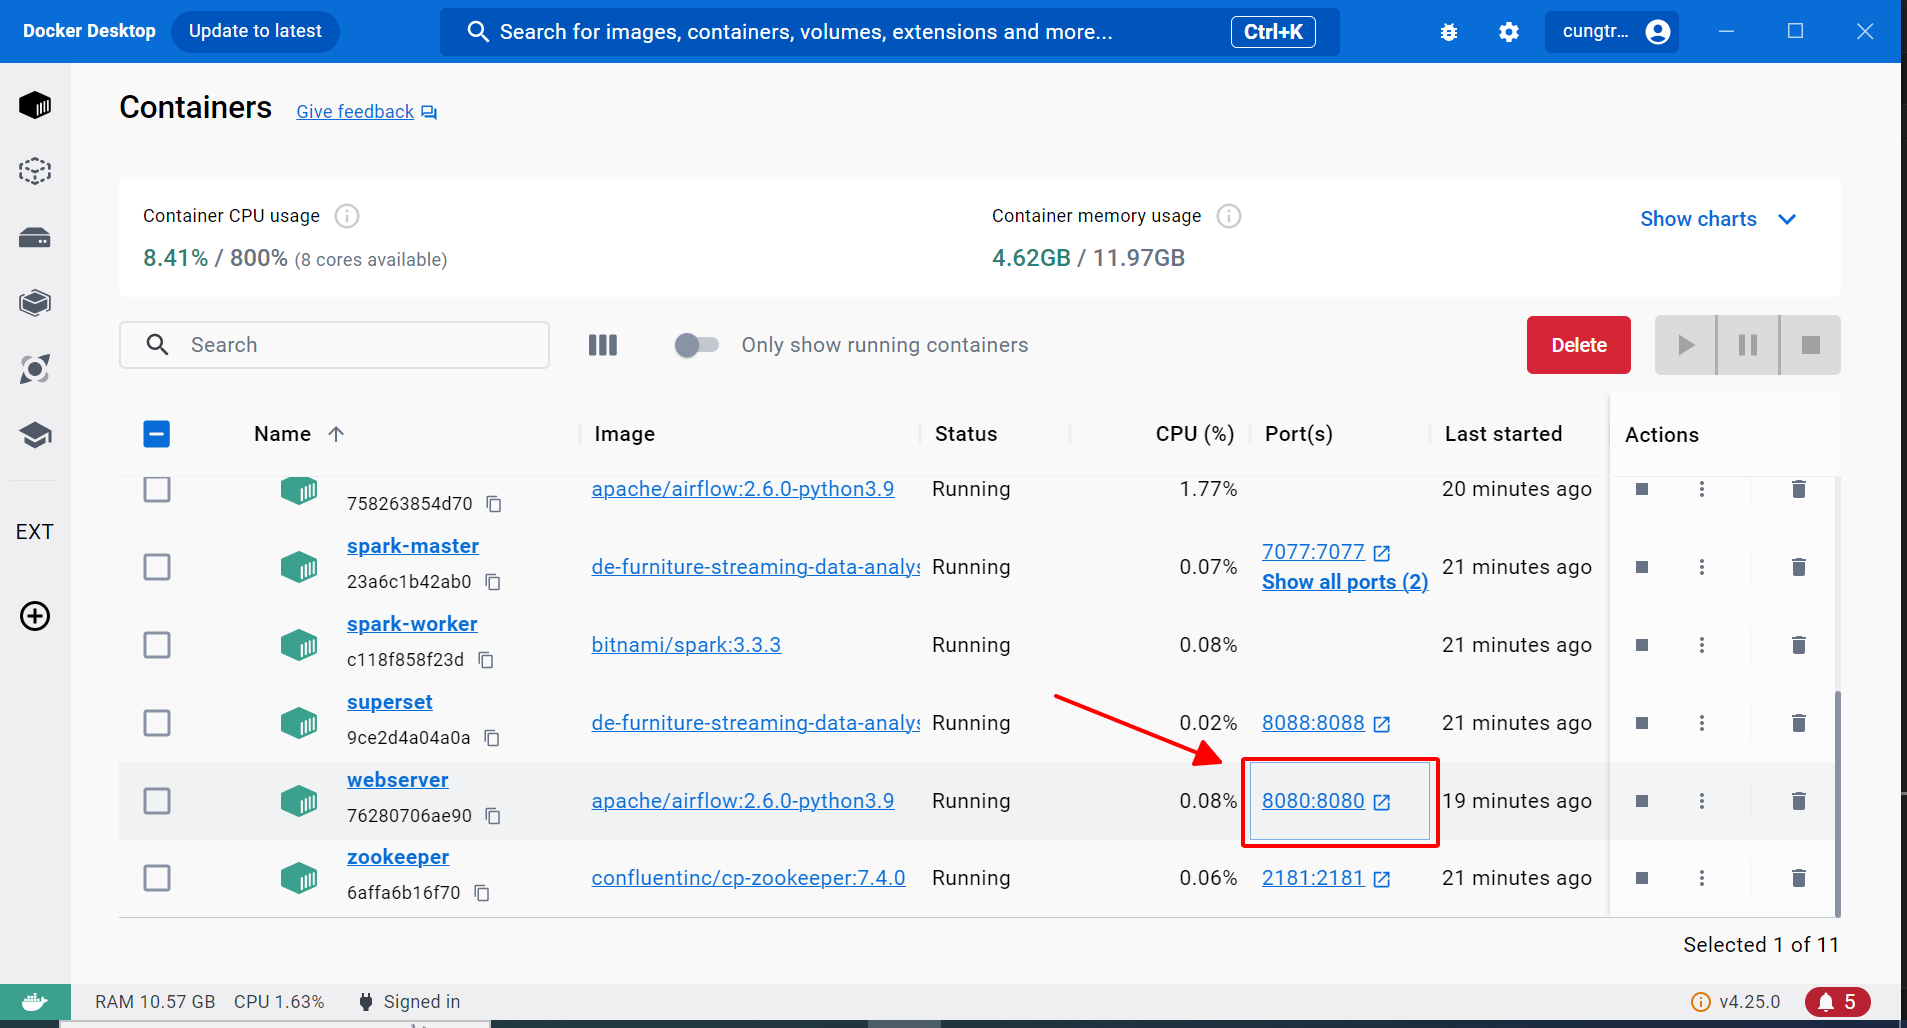 Docker Desktop
Update to latest
Search for images, containers, volumes, extensions and more...
Ctrl+K
cungtr...
Containers
Give feedback
Container CPU usage
8.41% / 800% (8 cores available)
Container memory usage
4.62GB / 11.97GB
Show charts
Search
Only show running containers
Delete
Name Image Status CPU (%) Port(s) Last started Actions
apache/airflow:2.6.0-python3.9 Running 1.77% 20 minutes ago
758263854d70
spark-master
23a6c1b42ab0
de-furniture-streaming-data-analys Running 0.07% 7077:7077 21 minutes ago
Show all ports (2)
spark-worker
c118f858f23d
bitnami/spark:3.3.3 Running 0.08% 21 minutes ago
superset
9ce2d4a04a0a
de-furniture-streaming-data-analys Running 0.02% 8088:8088 21 minutes ago
webserver
76280706ae90
apache/airflow:2.6.0-python3.9 Running 0.08% 8080:8080 19 minutes ago
zookeeper
6affa6b16f70
confluentinc/cp-zookeeper:7.4.0 Running 0.06% 2181:2181 21 minutes ago
EXT
Selected 1 of 11
RAM 10.57 GB CPU 1.63% Signed in
v4.25.0
5